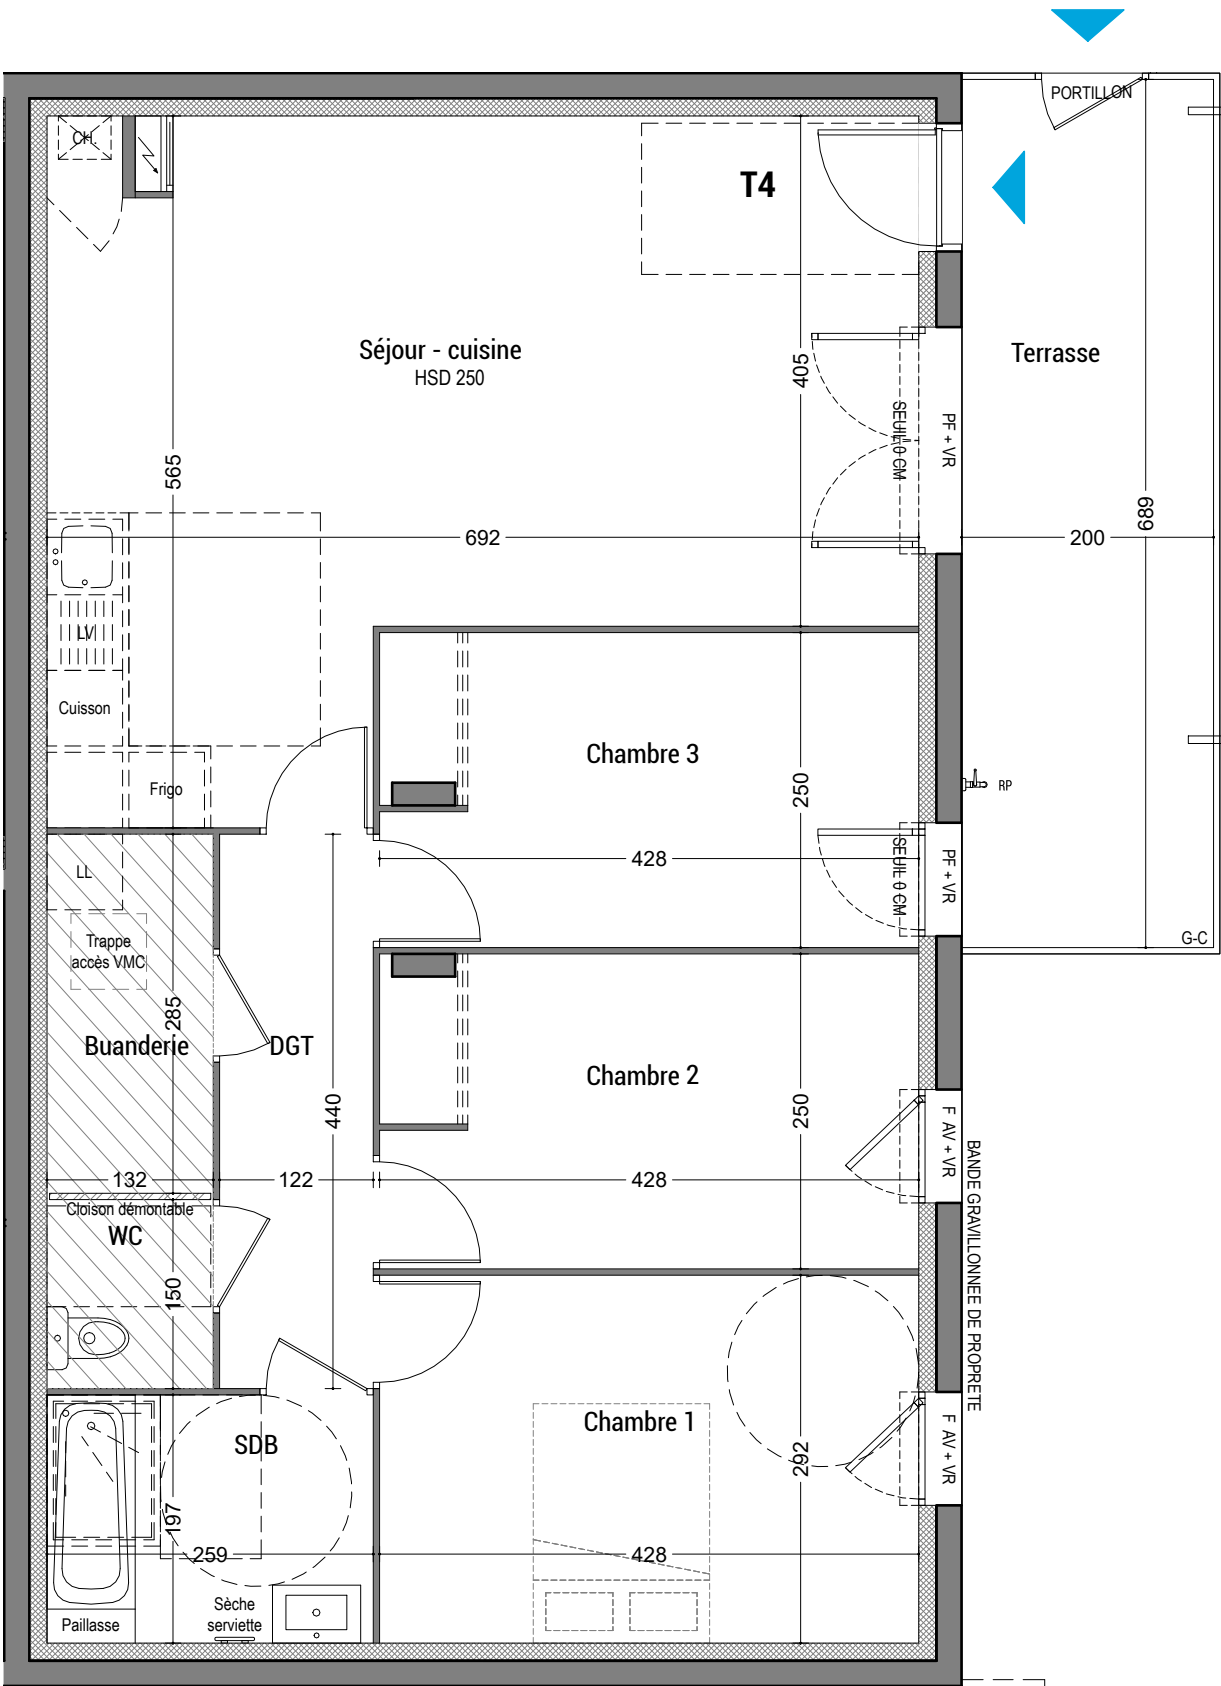 PORTILLON
CH.
T4
Séjour - cuisine
HSD 250
Terrasse
405
SEUIL 0 CM
PF + VR
565
692
200
689
LV
Cuisson
Frigo
Chambre 3
250
RP
428
SEUIL 0 CM
PF + VR
LL
Trappe
accès VMC
G-C
285
Buanderie
DGT
Chambre 2
440
250
F AV + VR
132
122
428
Cloison démontable
WC
BANDE GRAVILLONNEE DE PROPRETE
150
Chambre 1
SDB
292
F AV + VR
197
259
428
Sèche
serviette
Paillasse